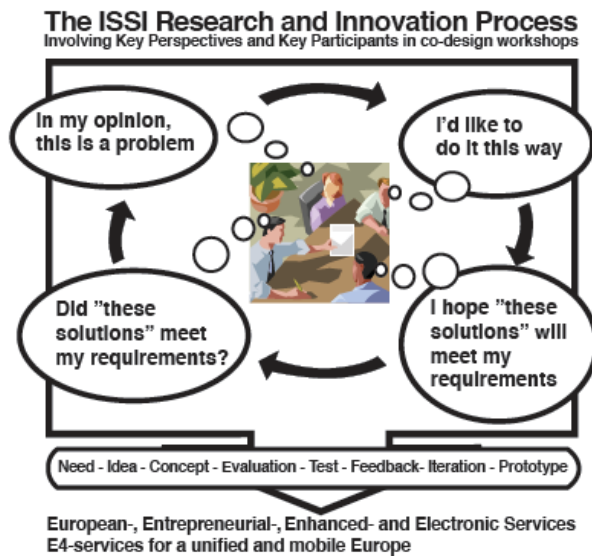 The ISSI Research and Innovation Process
Involving Key Perspectives and Key Participants in co-design workshops
In my opinion,
this is a problem
I'd like to
do it this way
Did "these
solutions" meet
my requirements?
I hope "these
solutions" will
meet my
requirements
Need - Idea - Concept - Evaluation - Test - Feedback- Iteration - Prototype
European-, Entrepreneurial-, Enhanced- and Electronic Services
E4-services for a unified and mobile Europe